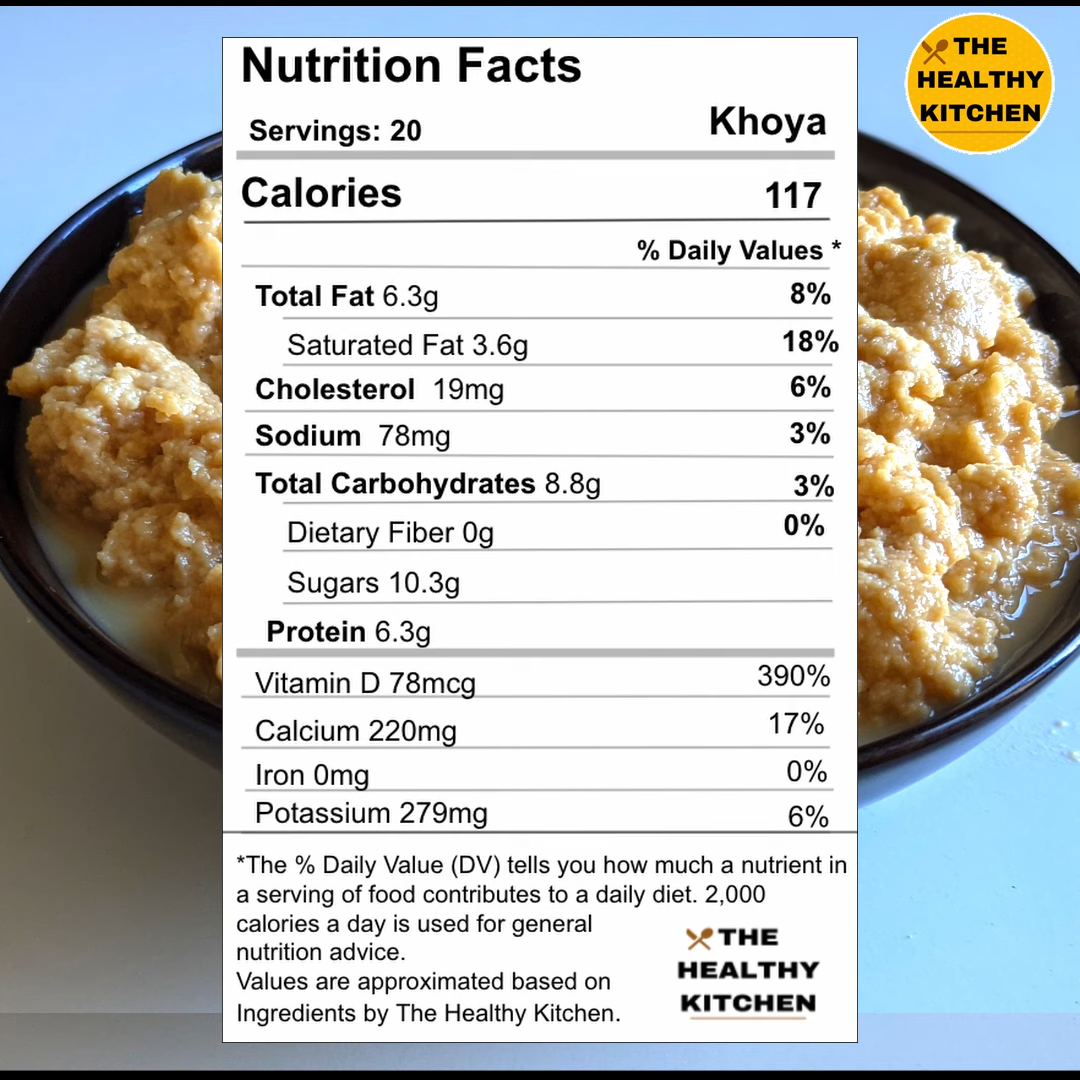 THE
HEALTHY
KITCHEN
Nutrition Facts
Servings: 20 Khoya
Calories 117
% Daily Values *
Total Fat 6.3g 8%
Saturated Fat 3.6g 18%
Cholesterol 19mg 6%
Sodium 78mg 3%
Total Carbohydrates 8.8g 3%
Dietary Fiber 0g 0%
Sugars 10.3g
Protein 6.3g
Vitamin D 78mcg 390%
Calcium 220mg 17%
Iron 0mg 0%
Potassium 279mg 6%
*The % Daily Value (DV) tells you how much a nutrient in
a serving of food contributes to a daily diet. 2,000
calories a day is used for general
nutrition advice.
Values are approximated based on
Ingredients by The Healthy Kitchen.
THE
HEALTHY
KITCHEN